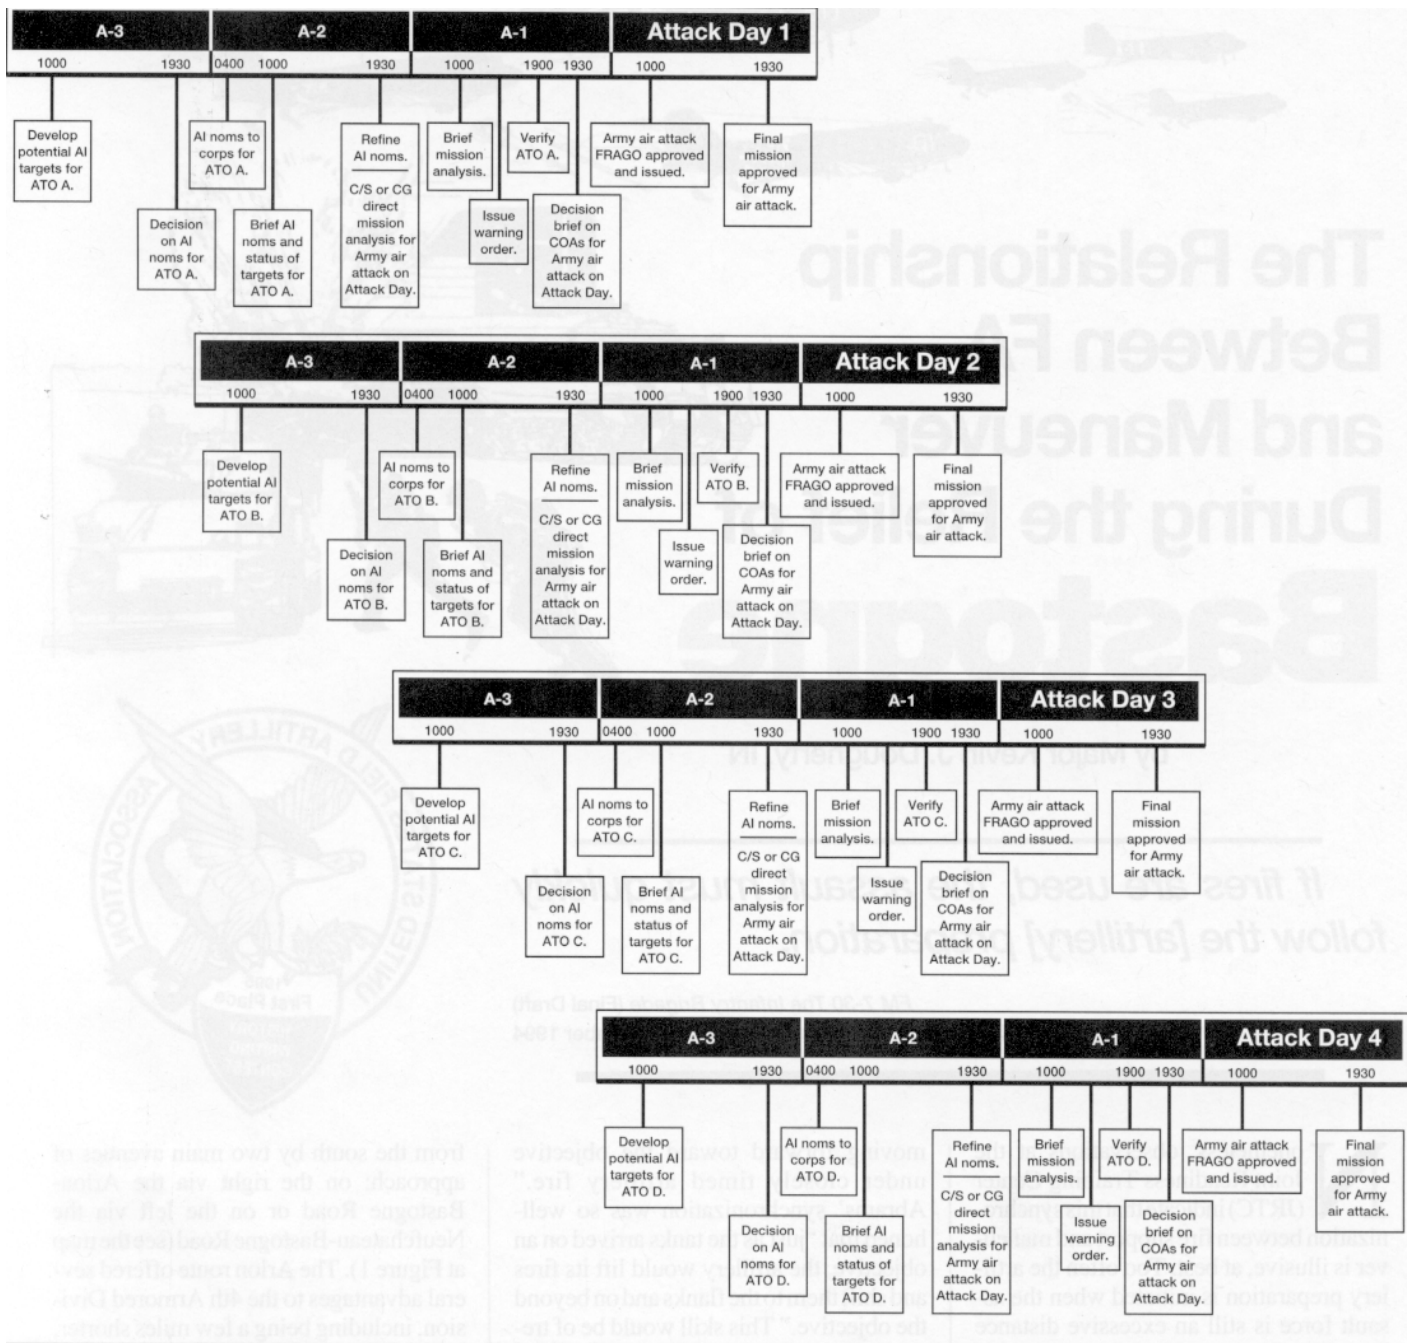 A-3 A-2 A-1 Attack Day 1
1000 1930 0400 1000 1930 1000 1900 1930 1000 1930
Develop
potential AI
targets for
ATO A.
Decision
on AI
noms for
ATO A.
AI noms to
corps for
ATO A.
Brief AI
noms and
status of
targets for
ATO A.
Refine
AI noms.
C/S or CG
direct
mission
analysis for
Army air
attack on
Attack Day.
Brief
mission
analysis.
Issue
warning
order.
Verify
ATO A.
Decision
brief on
COAs for
Army air
attack on
Attack Day.
Army air attack
FRAGO approved
and issued.
Final
mission
approved
for Army
air attack.
A-3 A-2 A-1 Attack Day 2
1000 1930 0400 1000 1930 1000 1900 1930 1000 1930
Develop
potential AI
targets for
ATO B.
Decision
on AI
noms for
ATO B.
AI noms to
corps for
ATO B.
Brief AI
noms and
status of
targets for
ATO B.
Refine
AI noms.
C/S or CG
direct
mission
analysis for
Army air
attack on
Attack Day.
Brief
mission
analysis.
Issue
warning
order.
Verify
ATO B.
Decision
brief on
COAs for
Army air
attack on
Attack Day.
Army air attack
FRAGO approved
and issued.
Final
mission
approved
for Army
air attack.
A-3 A-2 A-1 Attack Day 3
1000 1930 0400 1000 1930 1000 1900 1930 1000 1930
Develop
potential AI
targets for
ATO C.
Decision
on AI
noms for
ATO C.
AI noms to
corps for
ATO C.
Brief AI
noms and
status of
targets for
ATO C.
Refine
AI noms.
C/S or CG
direct
mission
analysis for
Army air
attack on
Attack Day.
Brief
mission
analysis.
Issue
warning
order.
Verify
ATO C.
Decision
brief on
COAs for
Army air
attack on
Attack Day.
Army air attack
FRAGO approved
and issued.
Final
mission
approved
for Army
air attack.
A-3 A-2 A-1 Attack Day 4
1000 1930 0400 1000 1930 1000 1900 1930 1000 1930
Develop
potential AI
targets for
ATO D.
Decision
on AI
noms for
ATO D.
AI noms to
corps for
ATO D.
Brief AI
noms and
status of
targets for
ATO D.
Refine
AI noms.
C/S or CG
direct
mission
analysis for
Army air
attack on
Attack Day.
Brief
mission
analysis.
Issue
warning
order.
Verify
ATO D.
Decision
brief on
COAs for
Army air
attack on
Attack Day.
Army air attack
FRAGO approved
and issued.
Final
mission
approved
for Army
air attack.